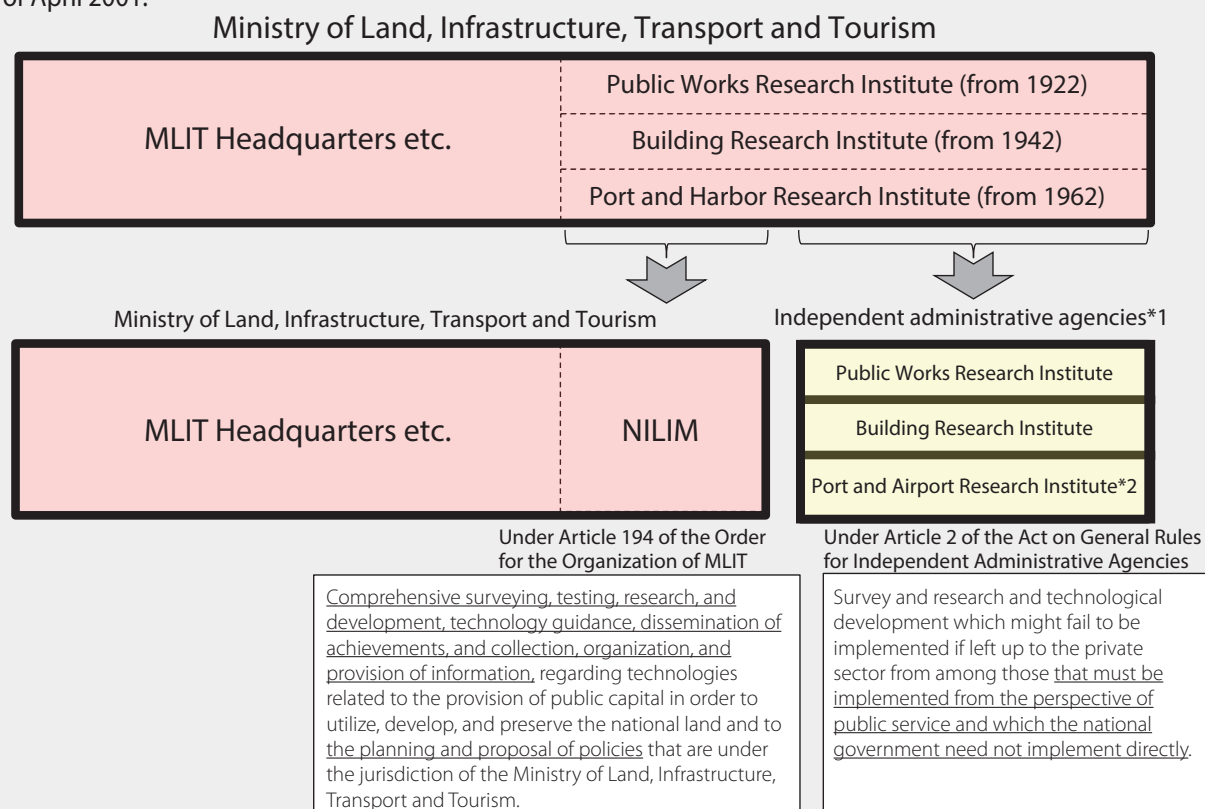 of April 2001.
Ministry of Land, Infrastructure, Transport and Tourism
MLIT Headquarters etc.
Public Works Research Institute (from 1922)
Building Research Institute (from 1942)
Port and Harbor Research Institute (from 1962)
Ministry of Land, Infrastructure, Transport and Tourism
MLIT Headquarters etc.
NILIM
Independent administrative agencies*1
Public Works Research Institute
Building Research Institute
Port and Airport Research Institute*2
Under Article 194 of the Order
for the Organization of MLIT
Comprehensive surveying, testing, research, and
development, technology guidance, dissemination of
achievements, and collection, organization, and
provision of information, regarding technologies
related to the provision of public capital in order to
utilize, develop, and preserve the national land and to
the planning and proposal of policies that are under
the jurisdiction of the Ministry of Land, Infrastructure,
Transport and Tourism.
Under Article 2 of the Act on General Rules
for Independent Administrative Agencies
Survey and research and technological
development which might fail to be
implemented if left up to the private
sector from among those that must be
implemented from the perspective of
public service and which the national
government need not implement directly.